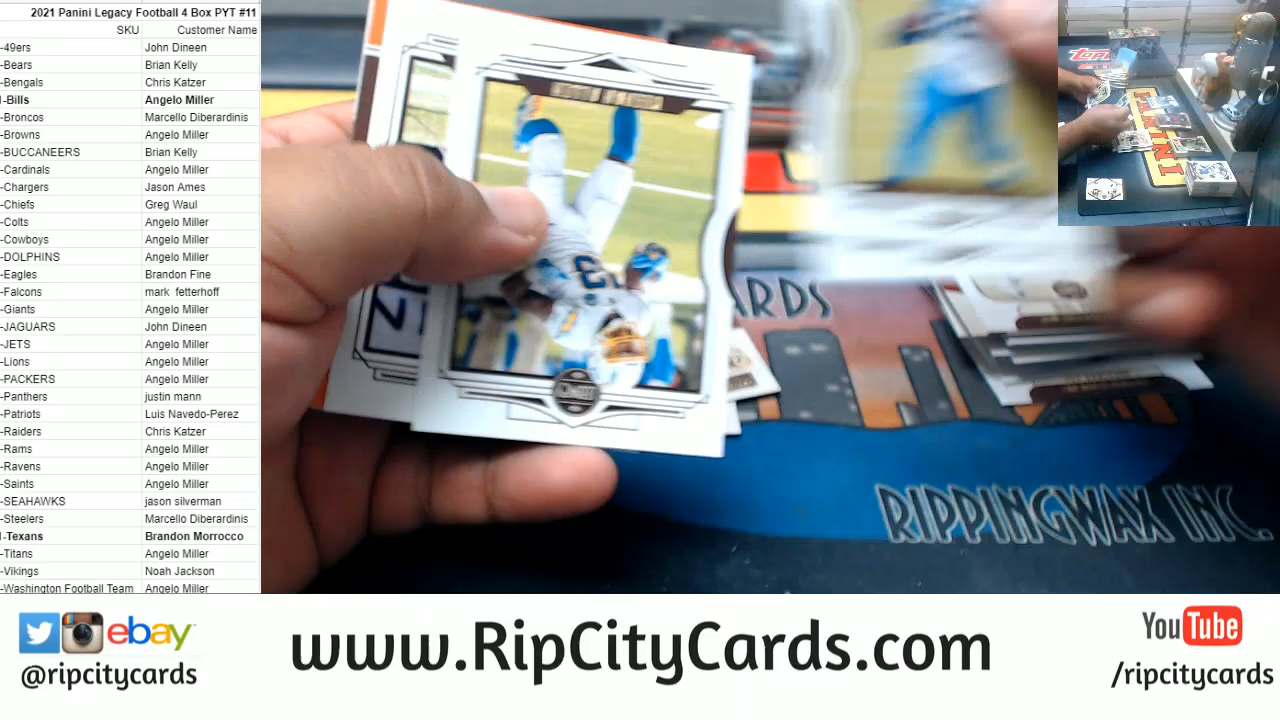 2021 Panini Legacy Football 4 Box PYT #11
SKU Customer Name
-49ers John Dineen
-Bears Brian Kelly
-Bengals Chris Katzer
-Bills Angelo Miller
-Broncos Marcello Diberardinis
-Browns Angelo Miller
-BUCCANEERS Brian Kelly
-Cardinals Angelo Miller
-Chargers Jason Ames
-Chiefs Greg Waul
-Colts Angelo Miller
-Cowboys Angelo Miller
-DOLPHINS Angelo Miller
-Eagles Brandon Fine
-Falcons mark fetterhoff
-Giants Angelo Miller
-JAGUARS John Dineen
-JETS Angelo Miller
-Lions Angelo Miller
-PACKERS Angelo Miller
-Panthers justin mann
-Patriots Luis Navedo-Perez
-Raiders Chris Katzer
-Rams Angelo Miller
-Ravens Angelo Miller
-Saints Angelo Miller
-SEAHAWKS jason silverman
-Steelers Marcello Diberardinis
-Texans Brandon Morrocco
-Titans Angelo Miller
-Vikings Noah Jackson
-Washington Football Team Angelo Miller
PANINI
ARDS
RIPPINGWAX INC.
ebay
@ripcitycards
www.RipCityCards.com
YouTube
/ripcitycards